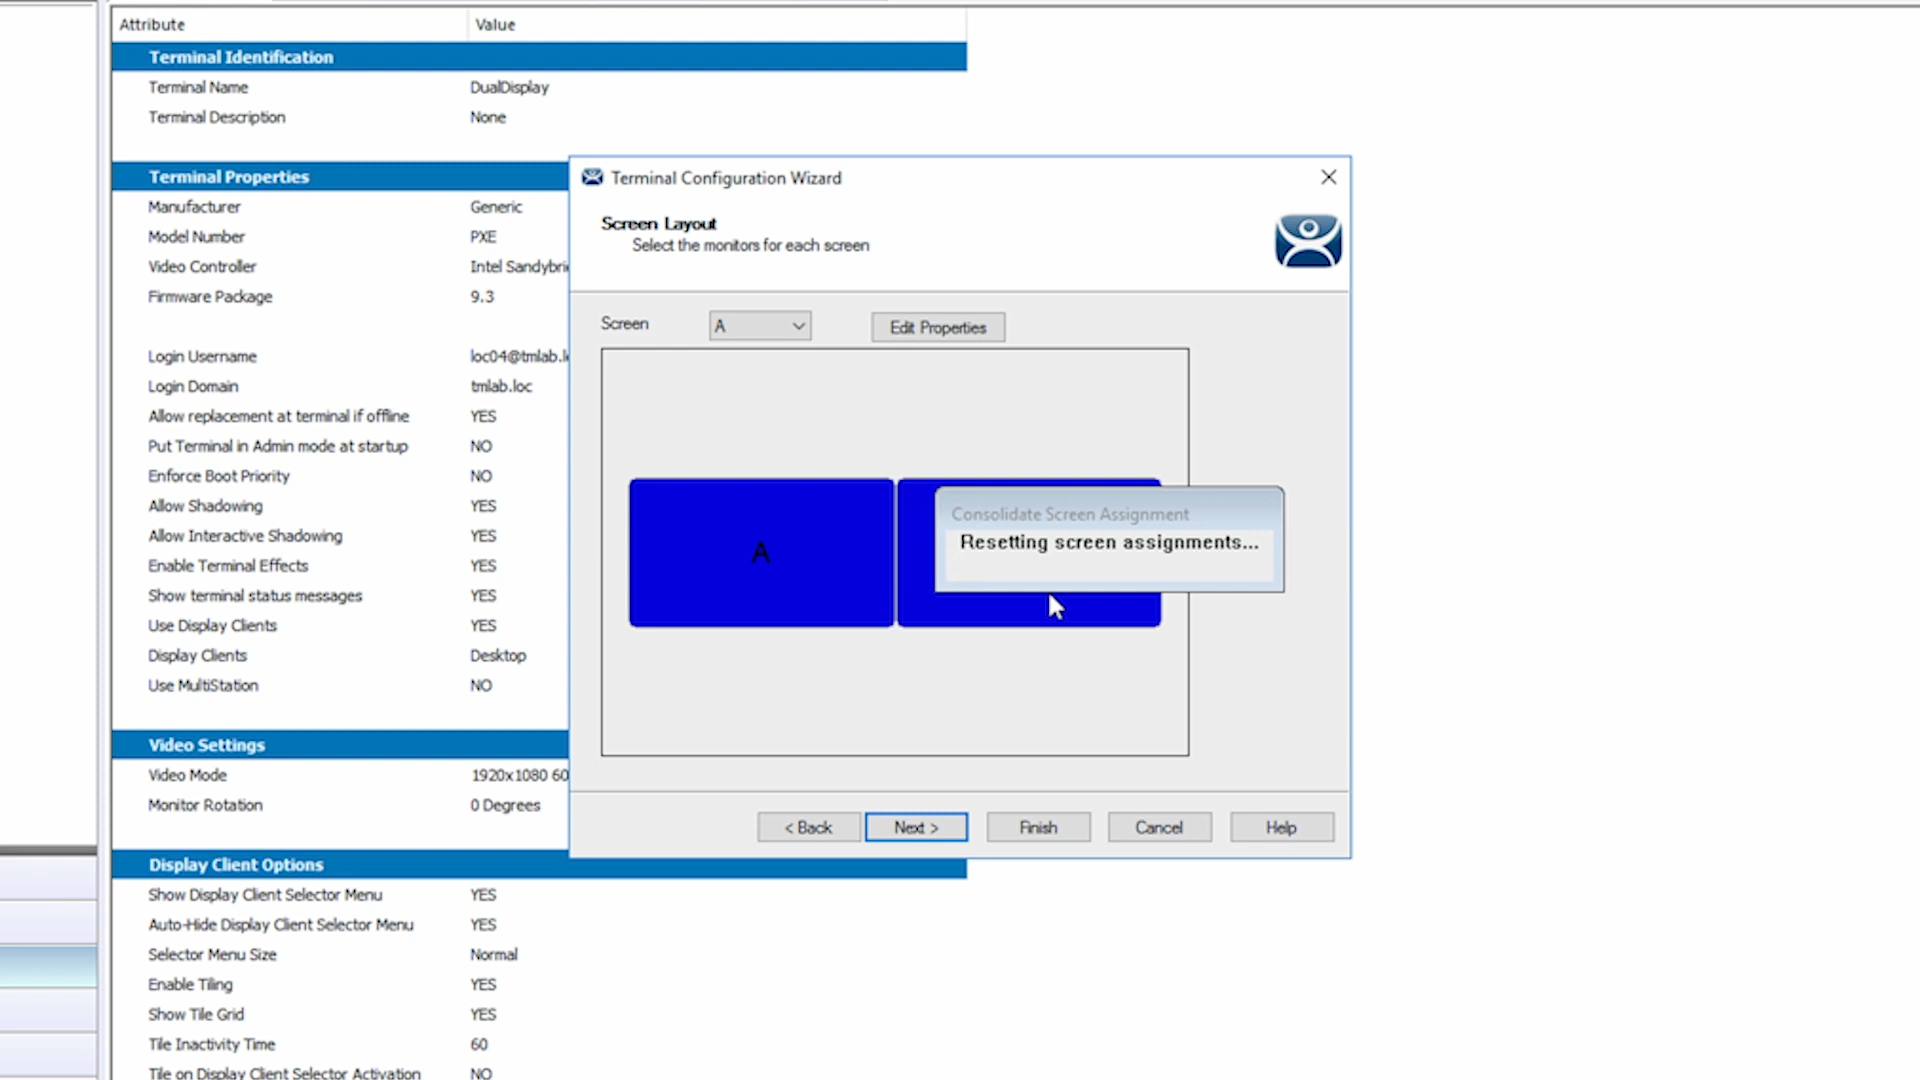 Attribute Value
Terminal Identification
Terminal Name DualDisplay
Terminal Description None
Terminal Properties
Manufacturer Generic
Model Number PXE
Video Controller Intel
Firmware Package 9.3
Login Username
Login Domain tmlab.loc
Allow replacement at terminal if offline YES
Put Terminal in Admin mode at startup NO
Enforce Boot Priority NO
Allow Shadowing YES
Allow Interactive Shadowing YES
Enable Terminal Effects YES
Show terminal status messages YES
Use Display Clients YES
Display Clients Desktop
Use MultiStation NO
Video Settings
Video Mode 1920x1080 60
Monitor Rotation 0 Degrees
Display Client Options
Show Display Client Selector Menu YES
Auto-Hide Display Client Selector Menu YES
Selector Menu Size Normal
Enable Tiling YES
Show Tile Grid YES
Tile Inactivity Time 60
Tile on Display Client Selector Activation NO
Terminal Configuration Wizard
Screen Layout
Select the monitors for each screen
Screen A Edit Properties
A
Consolidate Screen Assignment
Resetting screen assignments...
< Back Next > Finish Cancel Help